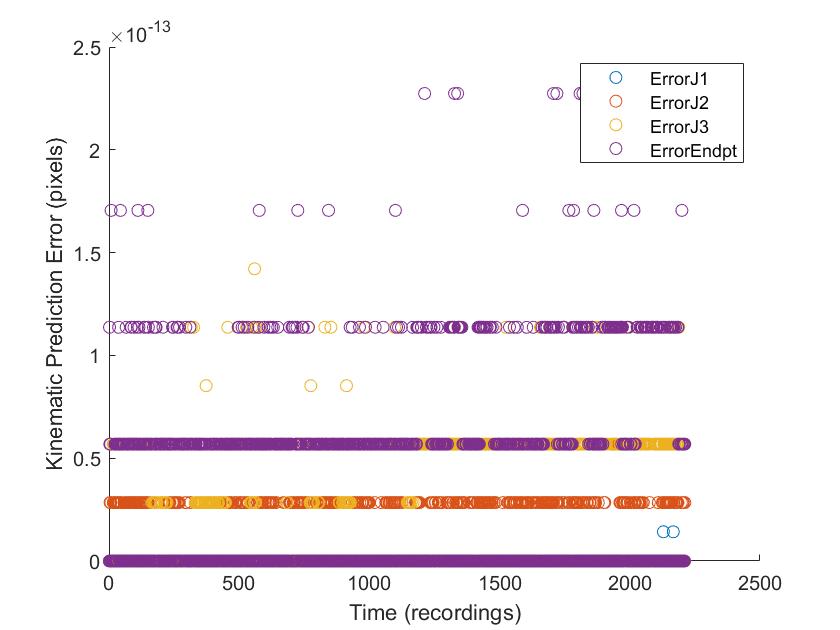 ×10-13
2.5
2
1.5
1
0.5
0
0 500 1000 1500 2000 2500
Kinematic Prediction Error (pixels)
Time (recordings)
ErrorJ1
ErrorJ2
ErrorJ3
ErrorEndpt